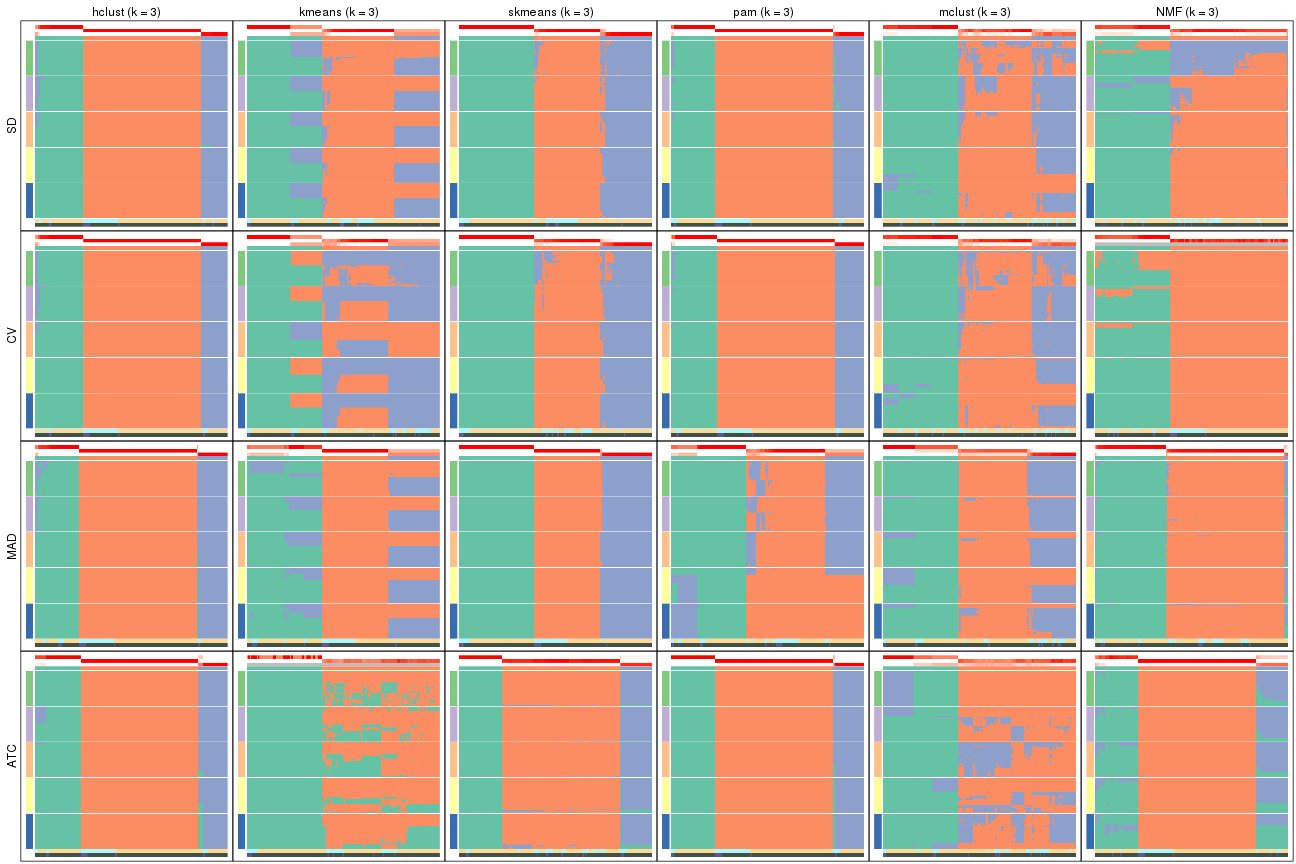 hclust (k = 3)
kmeans (k = 3)
skmeans (k = 3)
pam (k = 3)
mclust (k = 3)
NMF (k = 3)
SD
CV
MAD
ATC